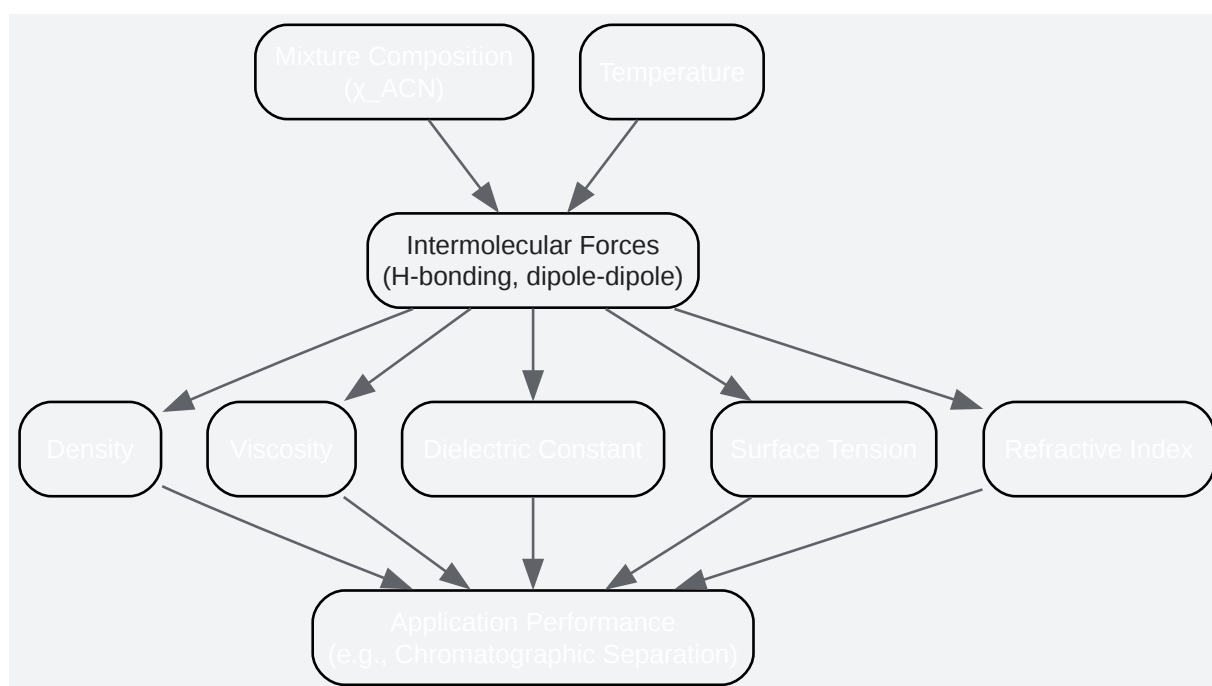 Mixture Composition
(χ_ACN)
Temperature
Intermolecular Forces
(H-bonding, dipole-dipole)
Density
Viscosity
Dielectric Constant
Surface Tension
Refractive Index
Application Performance
(e.g., Chromatographic Separation)